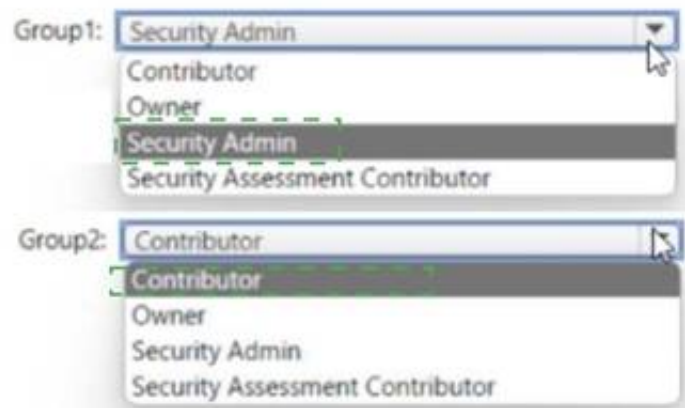 Group1: Security Admin
Contributor
Owner
Security Admin
Security Assessment Contributor
Group2: Contributor
Contributor
Owner
Security Admin
Security Assessment Contributor